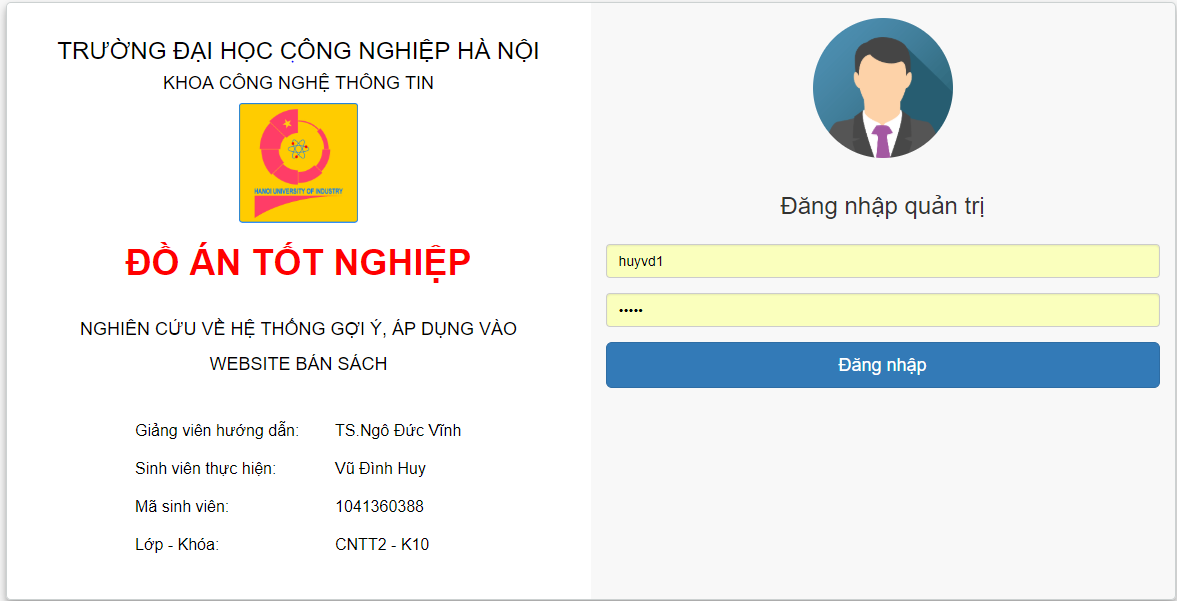 TRƯỜNG ĐẠI HỌC CÔNG NGHIỆP HÀ NỘI
KHOA CÔNG NGHỆ THÔNG TIN
HANOI UNIVERSITY OF INDUSTRY
ĐỒ ÁN TỐT NGHIỆP
NGHIÊN CỨU VỀ HỆ THỐNG GỢI Ý, ÁP DỤNG VÀO
WEBSITE BÁN SÁCH
Giảng viên hướng dẫn: TS.Ngô Đức Vĩnh
Sinh viên thực hiện: Vũ Đình Huy
Mã sinh viên: 1041360388
Lớp - Khóa: CNTT2 - K10
Đăng nhập quản trị
huyvd1
•••••
Đăng nhập